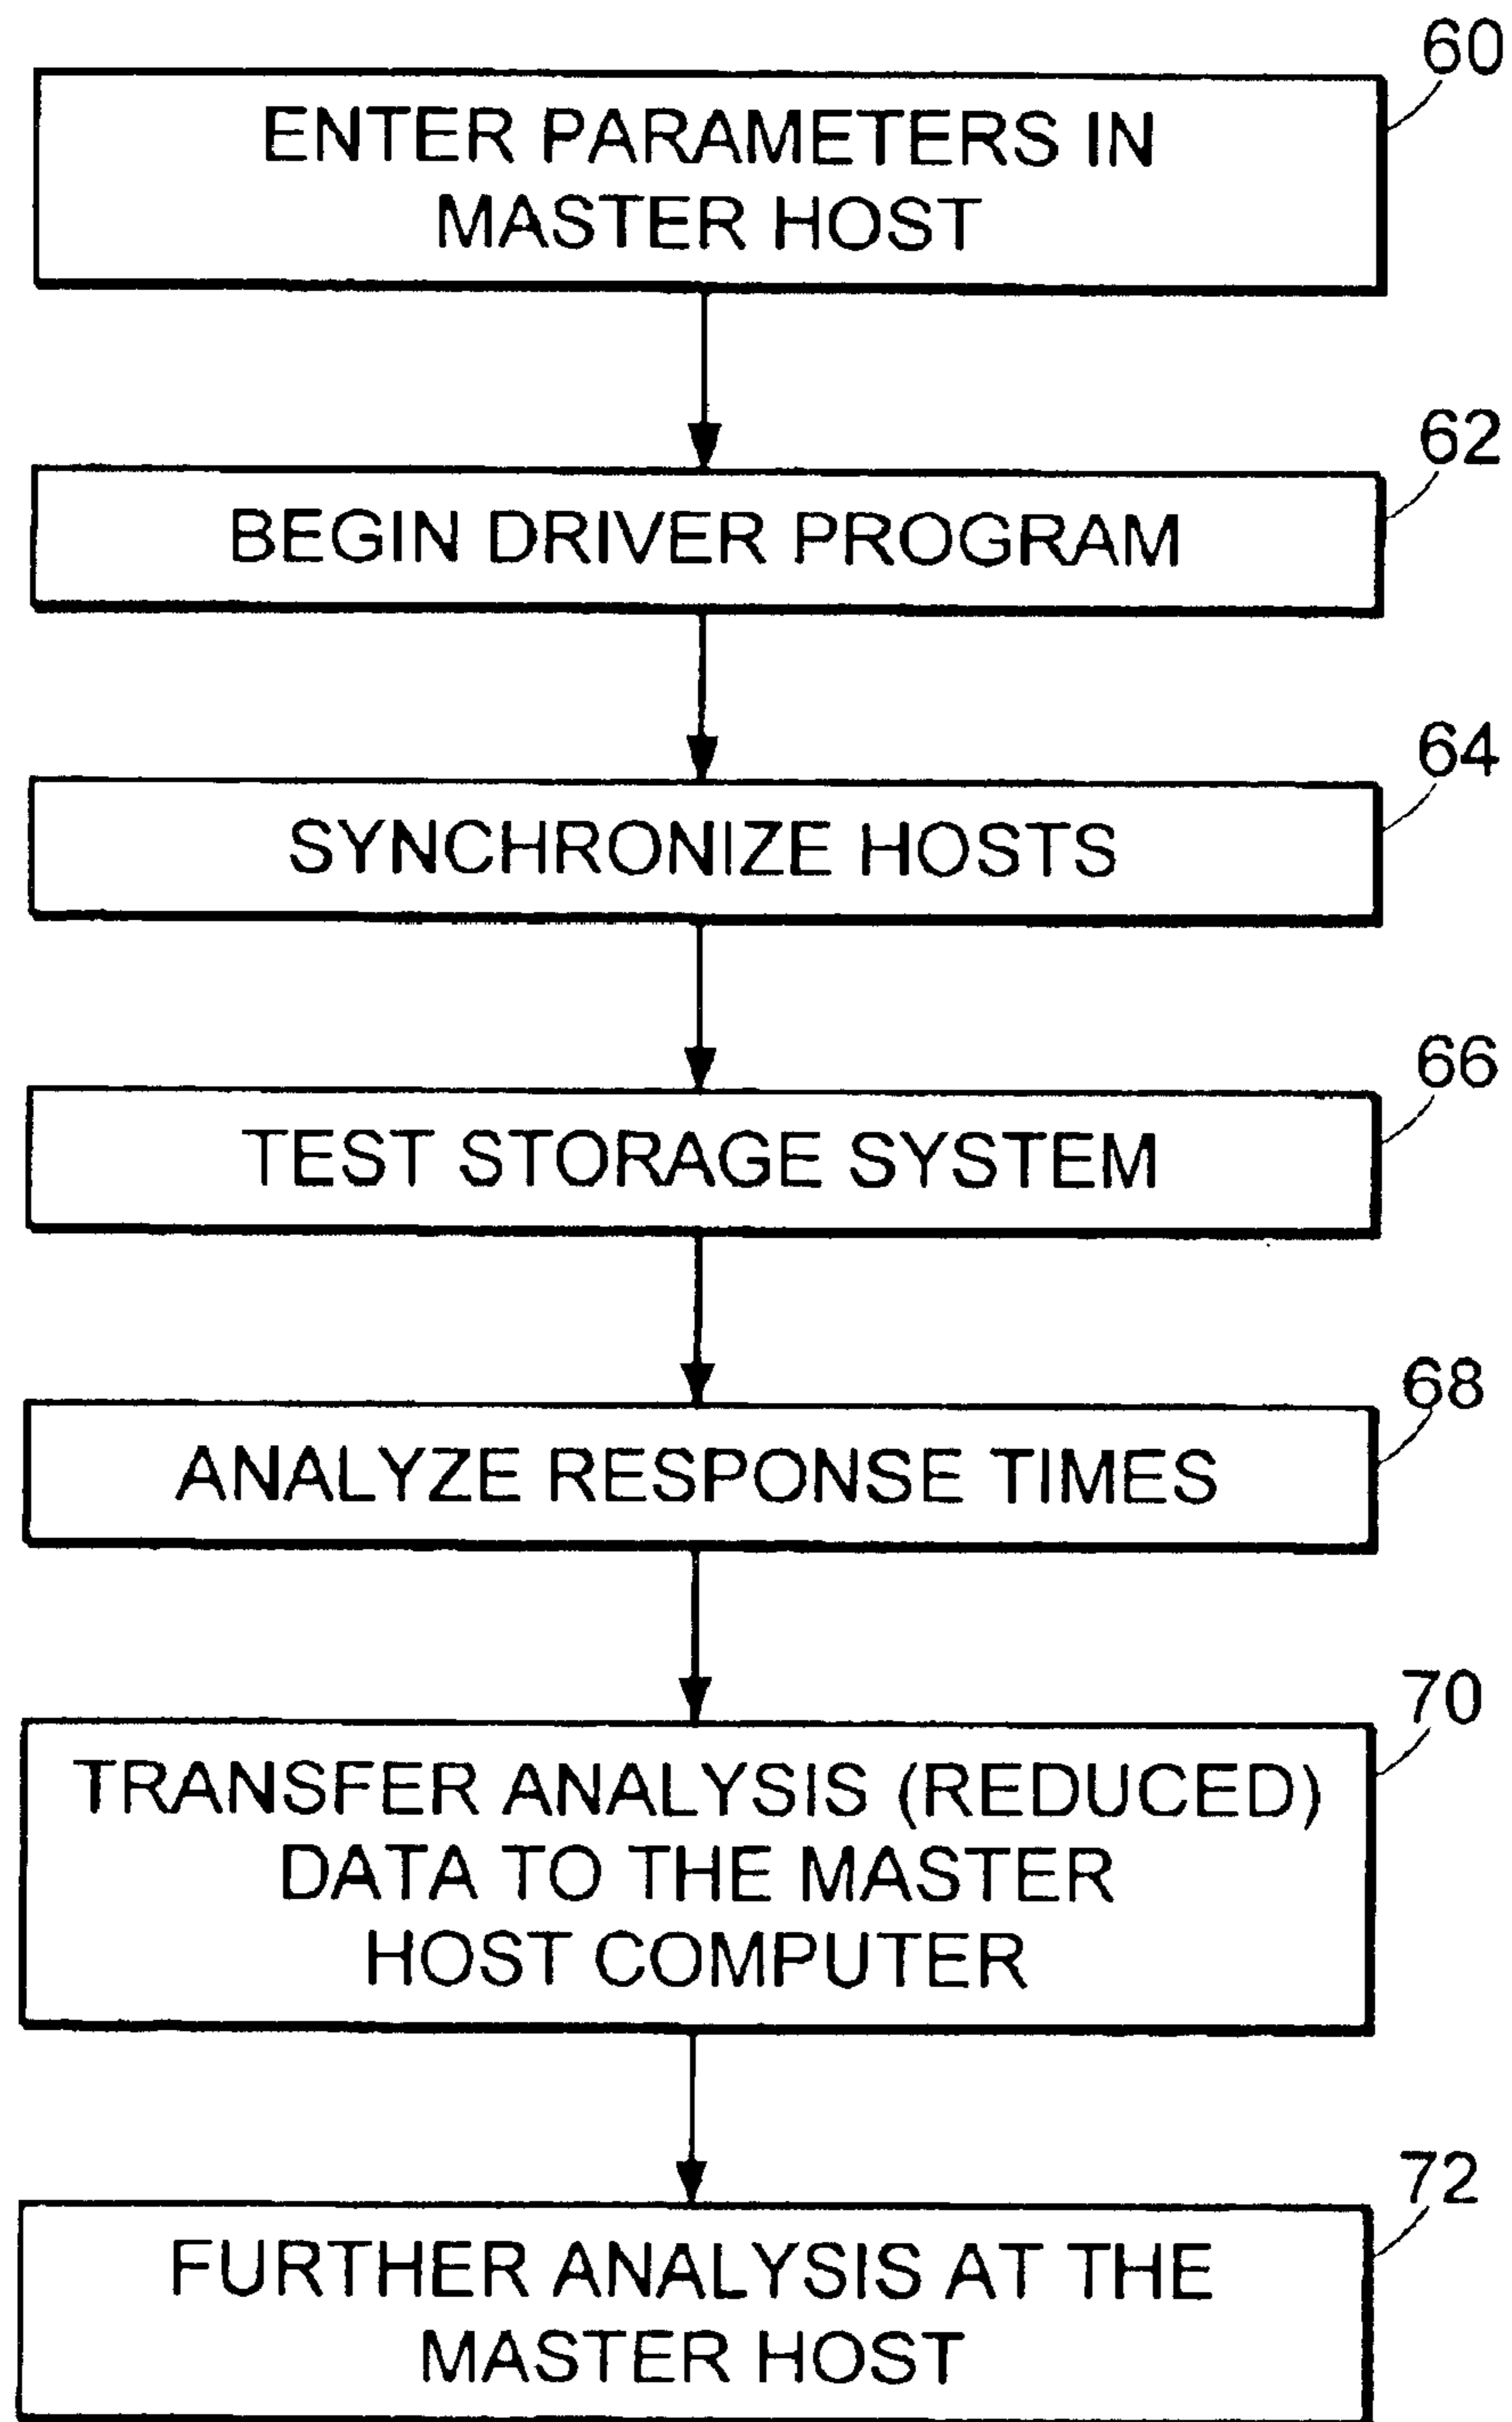 60
ENTER PARAMETERS IN
MASTER HOST
62
BEGIN DRIVER PROGRAM
64
SYNCHRONIZE HOSTS
66
TEST STORAGE SYSTEM
68
ANALYZE RESPONSE TIMES
70
TRANSFER ANALYSIS (REDUCED)
DATA TO THE MASTER
HOST COMPUTER
72
FURTHER ANALYSIS AT THE
MASTER HOST